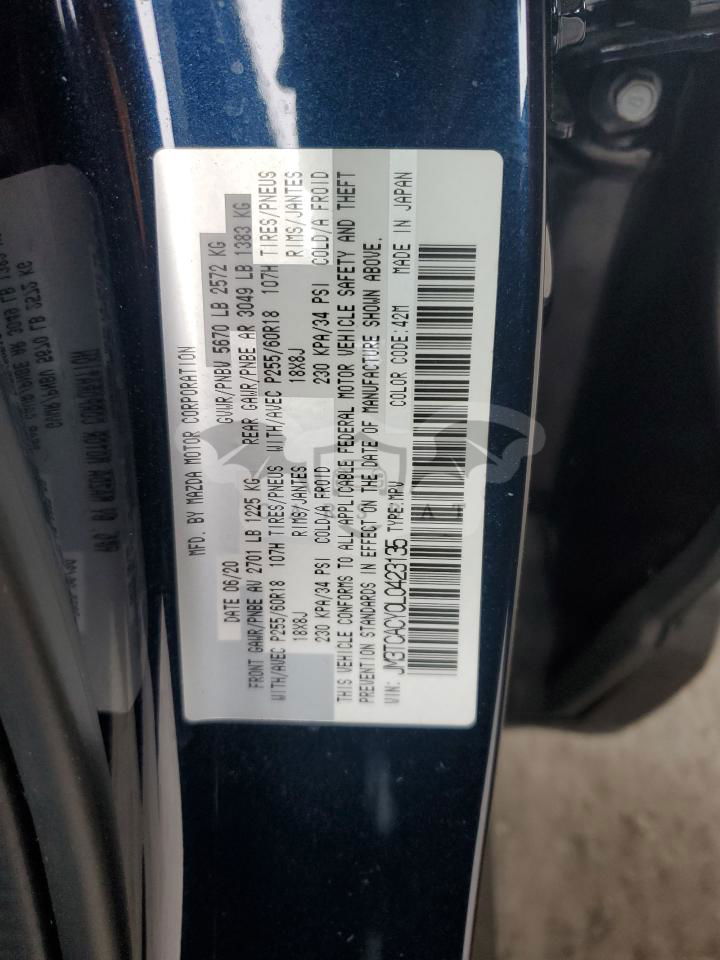 MFD. BY MAZDA MOTOR CORPORATION
DATE 06/20 GVWR/PNBV 5670 LB 2572 KG
FRONT GAWR/PNBE AV 2701 LB 1225 KG REAR GAWR/PNBE AR 3049 LB 1383 KG
WITH/AVEC P255/60R18 107H TIRES/PNEUS WITH/AVEC P255/60R18 107H TIRES/PNEUS
18X8J RIMS/JANTES 18X8J RIMS/JANTES
230 KPA/34 PSI COLD/A FROID 230 KPA/34 PSI COLD/A FROID
THIS VEHICLE CONFORMS TO ALL APPLICABLE FEDERAL MOTOR VEHICLE SAFETY AND THEFT
PREVENTION STANDARDS IN EFFECT ON THE DATE OF MANUFACTURE SHOWN ABOVE.
VIN: JM3TCACY0L0423135 TYPE:MPV COLOR CODE:42M MADE IN JAPAN